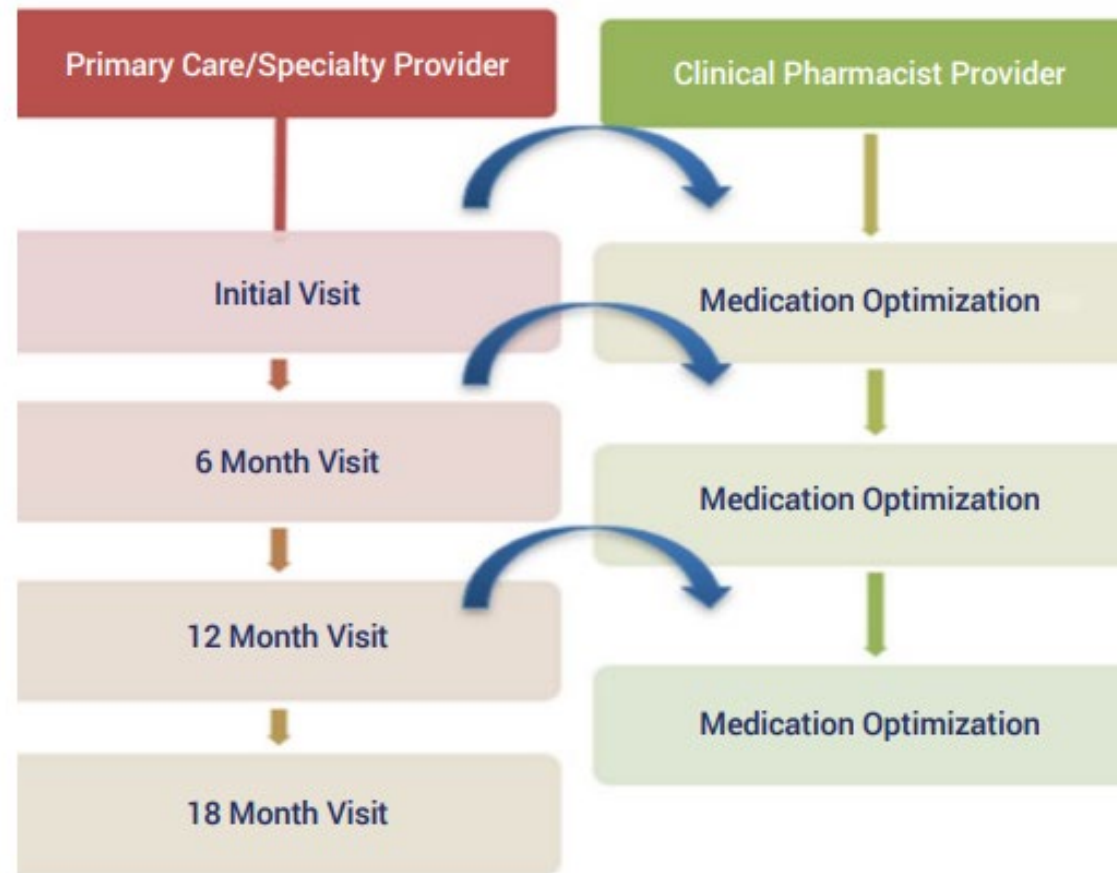 Primary Care/Specialty Provider
Clinical Pharmacist Provider
Initial Visit
Medication Optimization
6 Month Visit
Medication Optimization
12 Month Visit
Medication Optimization
18 Month Visit